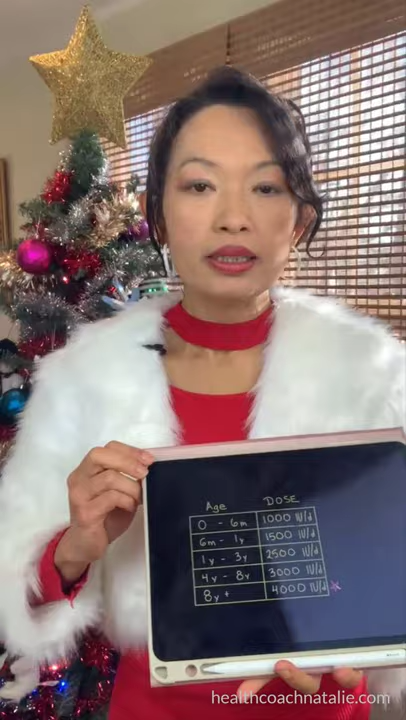 Age DOSE
0 - 6m 1000 IU/d
6m - 1y 1500 IU/d
1y - 3y 2500 IU/d
4y - 8y 3000 IU/d
8y + 4000 IU/d *
healthcoachnatalie.com